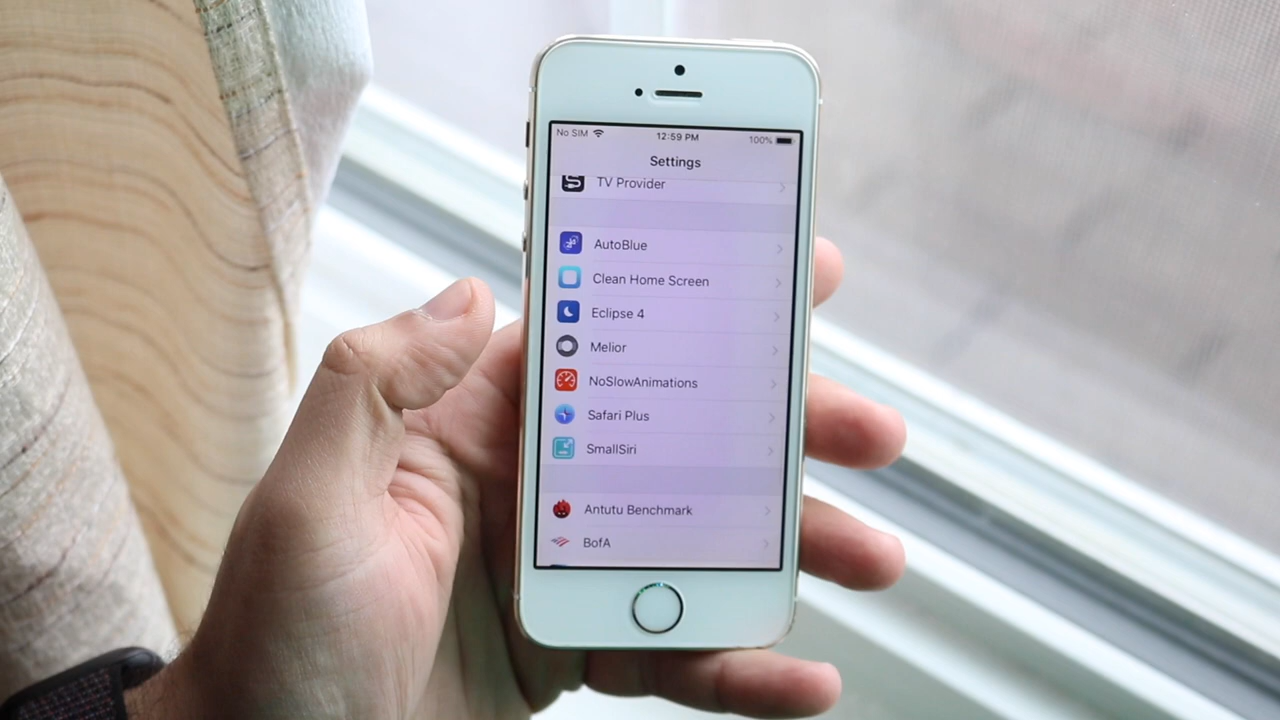 No SIM 12:59 PM 100%
Settings
TV Provider
AutoBlue
Clean Home Screen
Eclipse 4
Melior
NoSlowAnimations
Safari Plus
SmallSiri
Antutu Benchmark
BofA